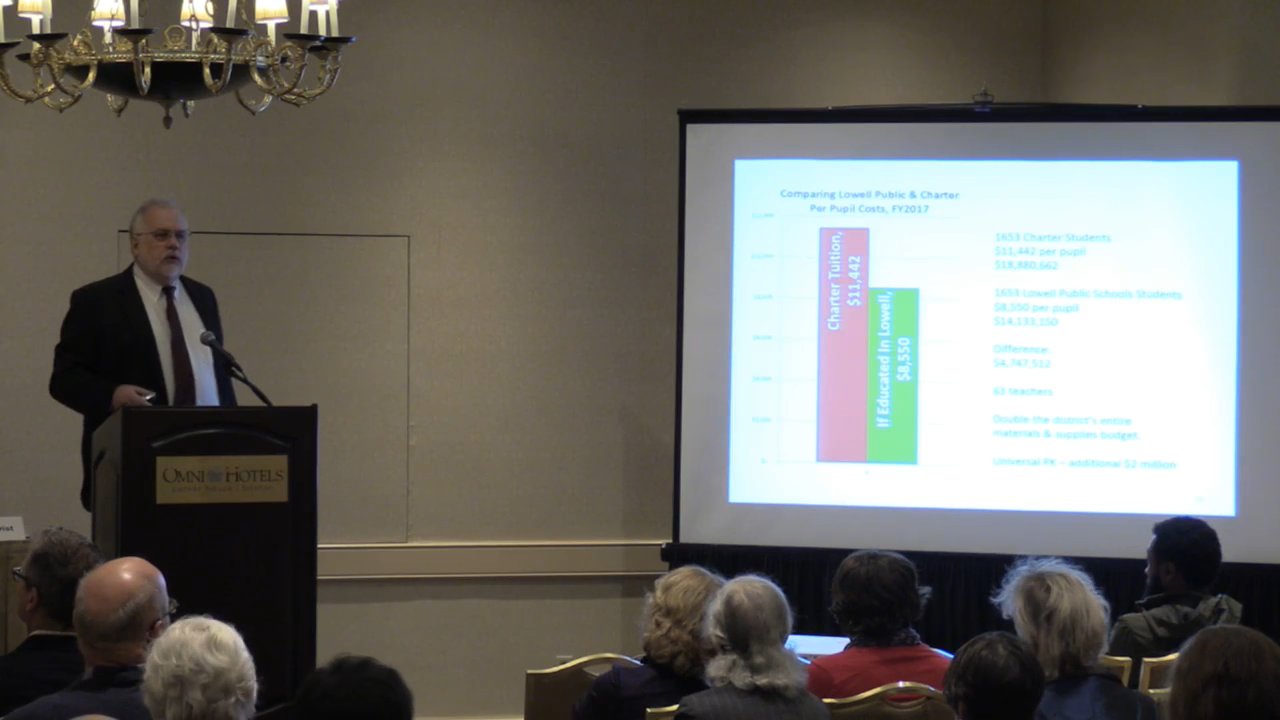 Comparing Lowell Public & Charter
Per Pupil Costs, FY2017
Charter Tuition,
$11,442
If Educated In Lowell,
$8,550
1653 Charter Students
$11,442 per pupil
$18,880,662
1653 Lowell Public Schools Students
$8,550 per pupil
$14,133,150
Difference:
$4,747,512
63 teachers
Double the district's entire
materials & supplies budget
Universal PK – additional $2 million
OMNI HOTELS
rist